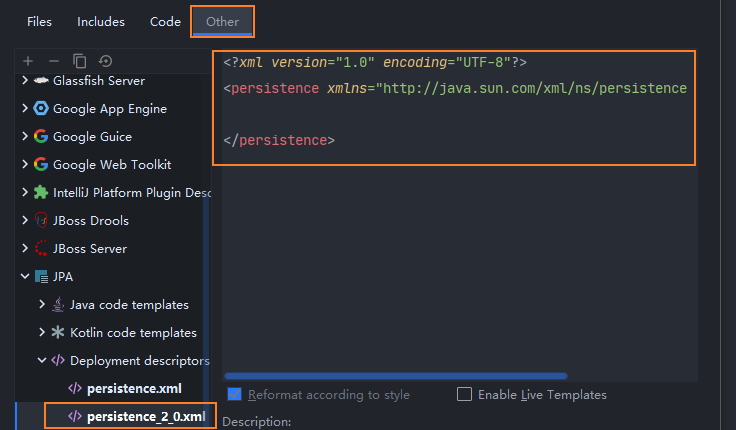 Files Includes Code Other
Glassfish Server
Google App Engine
Google Guice
Google Web Toolkit
IntelliJ Platform Plugin Desc
JBoss Drools
JBoss Server
JPA
Java code templates
Kotlin code templates
Deployment descriptors
persistence.xml
persistence_2_0.xml
<?xml version="1.0" encoding="UTF-8"?>
<persistence xmlns="http://java.sun.com/xml/ns/persistence
</persistence>
Reformat according to style Enable Live Templates
Description: